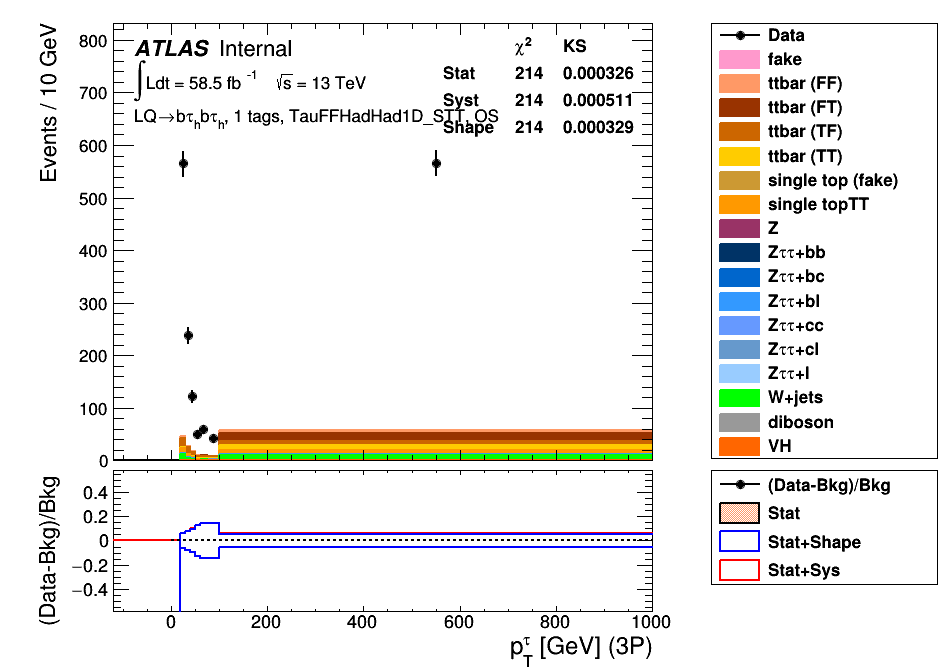 ATLAS Internal
∫Ldt = 58.5 fb⁻¹ √s = 13 TeV
LQ→bτ_h bτ_h, 1 tags, TauFFHadHad1D_STT, OS
χ² KS
Stat 214 0.000326
Syst 214 0.000511
Shape 214 0.000329
Events / 10 GeV
800
700
600
500
400
300
200
100
0
(Data-Bkg)/Bkg
0.4
0.2
0
−0.2
−0.4
0 200 400 600 800 1000
p_T^τ [GeV] (3P)
Data
fake
ttbar (FF)
ttbar (FT)
ttbar (TF)
ttbar (TT)
single top (fake)
single topTT
Z
Zττ+bb
Zττ+bc
Zττ+bl
Zττ+cc
Zττ+cl
Zττ+l
W+jets
diboson
VH
(Data-Bkg)/Bkg
Stat
Stat+Shape
Stat+Sys